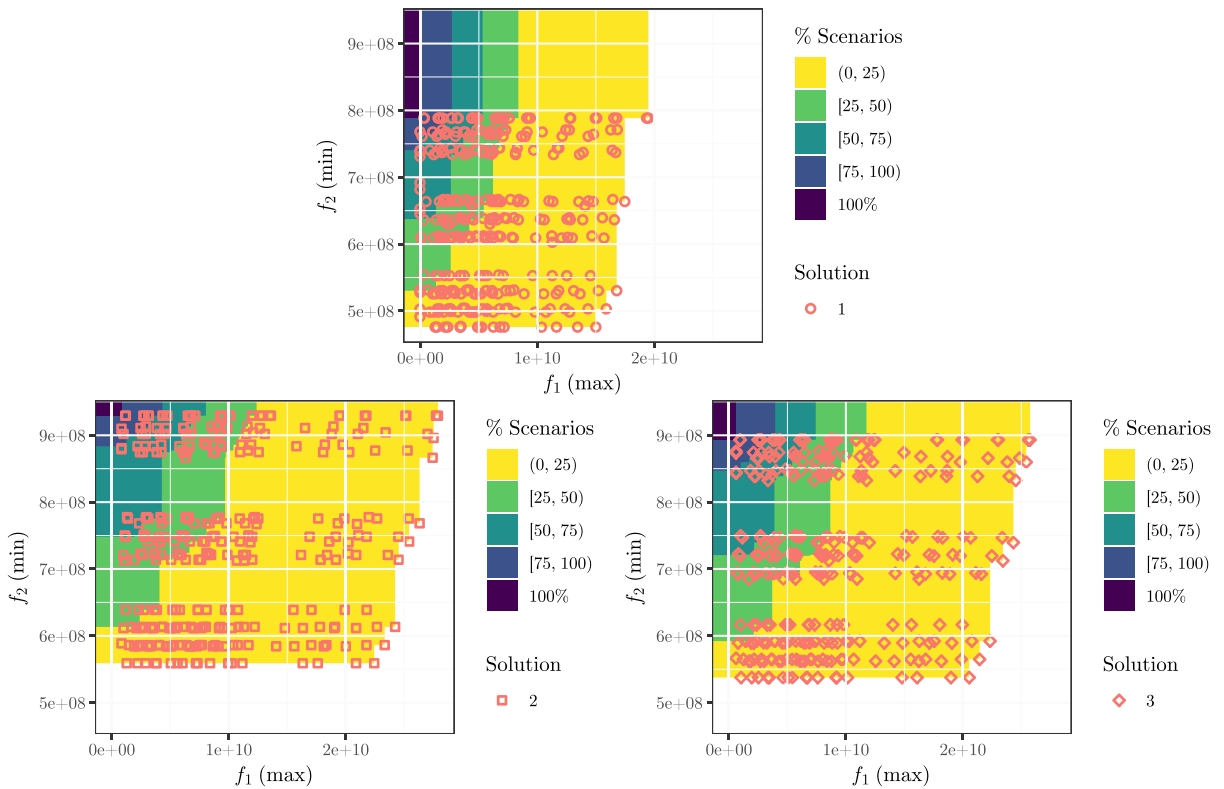 % Scenarios
(0, 25)
[25, 50)
[50, 75)
[75, 100)
100%
Solution
1
f₂ (min)
9e+08
8e+08
7e+08
6e+08
5e+08
0e+00 1e+10 2e+10
f₁ (max)
% Scenarios
(0, 25)
[25, 50)
[50, 75)
[75, 100)
100%
Solution
2
f₂ (min)
9e+08
8e+08
7e+08
6e+08
5e+08
0e+00 1e+10 2e+10
f₁ (max)
% Scenarios
(0, 25)
[25, 50)
[50, 75)
[75, 100)
100%
Solution
3
f₂ (min)
9e+08
8e+08
7e+08
6e+08
5e+08
0e+00 1e+10 2e+10
f₁ (max)